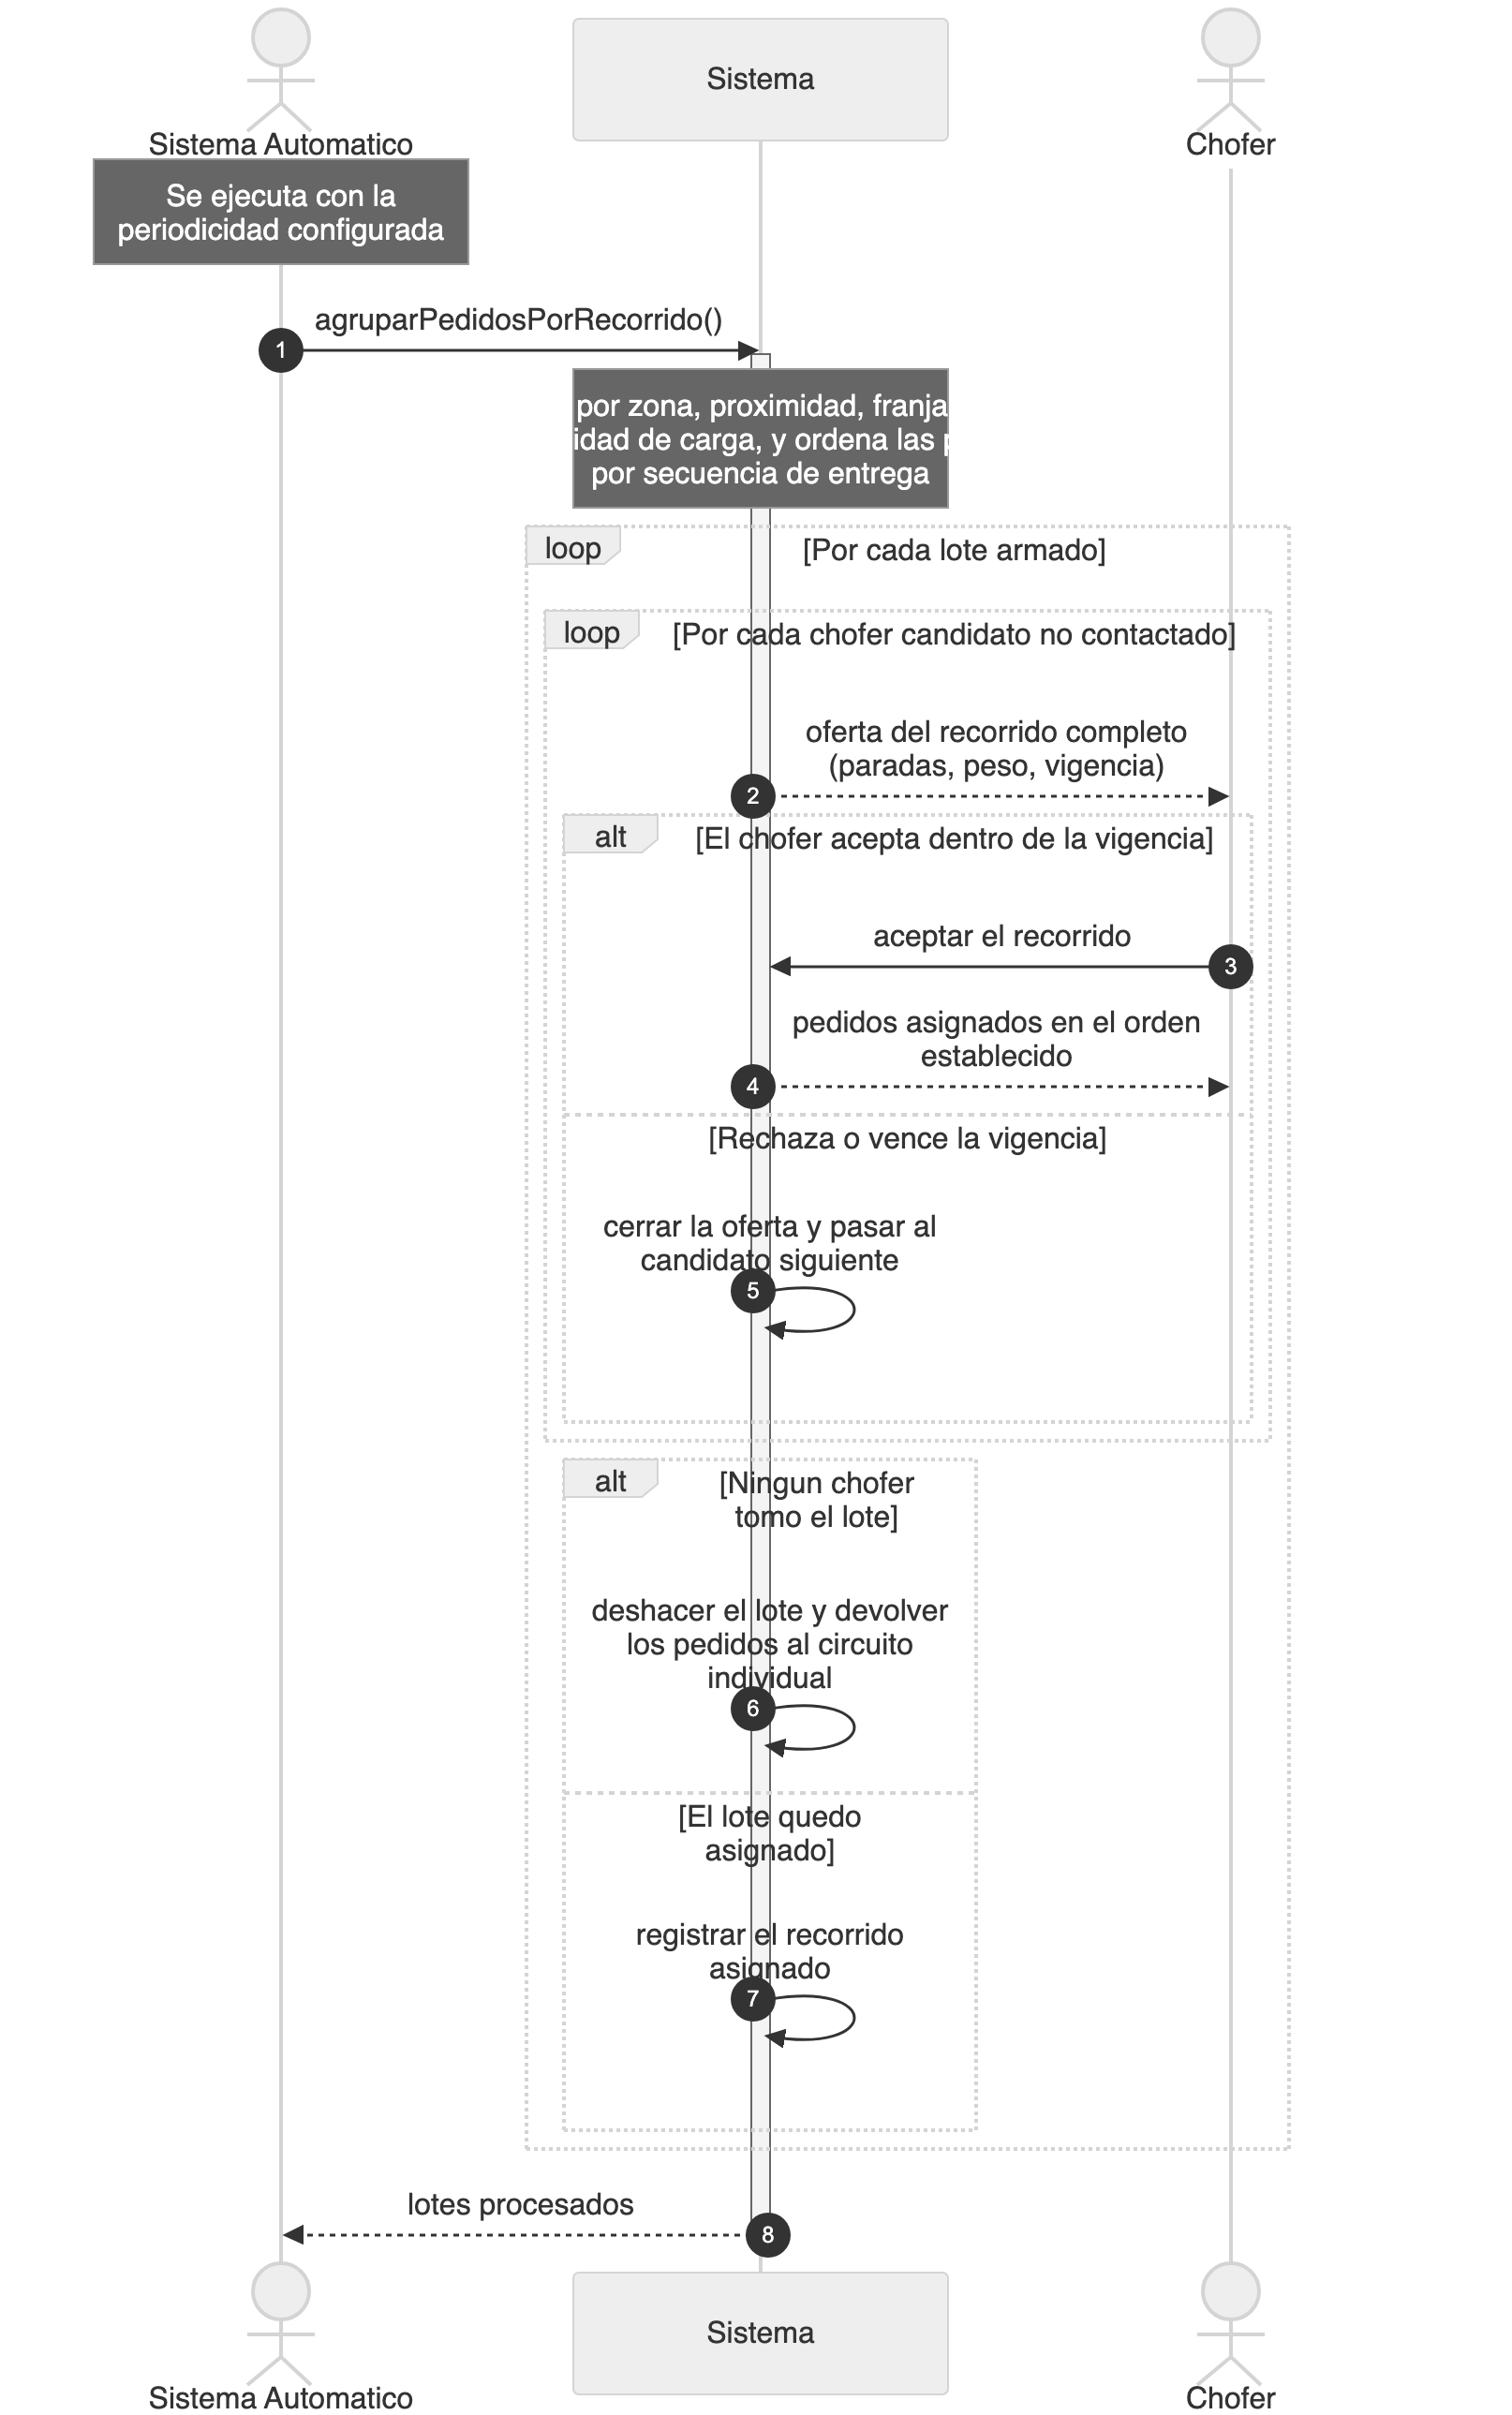 Sistema Automatico
Sistema
Chofer
Se ejecuta con la
periodicidad configurada
agruparPedidosPorRecorrido()
1
por zona, proximidad, franja
idad de carga, y ordena las
por secuencia de entrega
loop
[Por cada lote armado]
loop
[Por cada chofer candidato no contactado]
oferta del recorrido completo
(paradas, peso, vigencia)
2
alt
[El chofer acepta dentro de la vigencia]
aceptar el recorrido
3
pedidos asignados en el orden
establecido
4
[Rechaza o vence la vigencia]
cerrar la oferta y pasar al
candidato siguiente
5
alt
[Ningun chofer
tomo el lote]
deshacer el lote y devolver
los pedidos al circuito
individual
6
[El lote quedo
asignado]
registrar el recorrido
asignado
7
lotes procesados
8
Sistema Automatico
Sistema
Chofer